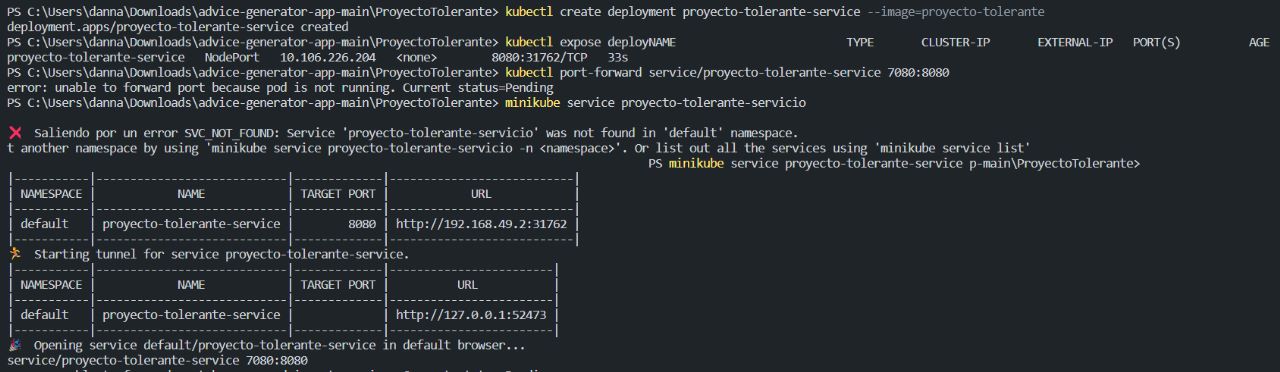 PS C:\Users\danna\Downloads\advice-generator-app-main\ProyectoTolerante> kubectl create deployment proyecto-tolerante-service --image=proyecto-tolerante
deployment.apps/proyecto-tolerante-service created
PS C:\Users\danna\Downloads\advice-generator-app-main\ProyectoTolerante> kubectl expose deployNAME TYPE CLUSTER-IP EXTERNAL-IP PORT(S) AGE
proyecto-tolerante-service NodePort 10.106.226.204 <none> 8080:31762/TCP 33s
PS C:\Users\danna\Downloads\advice-generator-app-main\ProyectoTolerante> kubectl port-forward service/proyecto-tolerante-service 7080:8080
error: unable to forward port because pod is not running. Current status=Pending
PS C:\Users\danna\Downloads\advice-generator-app-main\ProyectoTolerante> minikube service proyecto-tolerante-servicio
❌ Saliendo por un error SVC_NOT_FOUND: Service 'proyecto-tolerante-servicio' was not found in 'default' namespace.
t another namespace by using 'minikube service proyecto-tolerante-servicio -n <namespace>'. Or list out all the services using 'minikube service list'
PS minikube service proyecto-tolerante-service p-main\ProyectoTolerante>
|-----------|----------------------------|-------------|---------------------------|
| NAMESPACE | NAME | TARGET PORT | URL |
|-----------|----------------------------|-------------|---------------------------|
| default | proyecto-tolerante-service | 8080 | http://192.168.49.2:31762 |
|-----------|----------------------------|-------------|---------------------------|
🏃 Starting tunnel for service proyecto-tolerante-service.
|-----------|----------------------------|-------------|------------------------|
| NAMESPACE | NAME | TARGET PORT | URL |
|-----------|----------------------------|-------------|------------------------|
| default | proyecto-tolerante-service | | http://127.0.0.1:52473 |
|-----------|----------------------------|-------------|------------------------|
🎉 Opening service default/proyecto-tolerante-service in default browser...
service/proyecto-tolerante-service 7080:8080